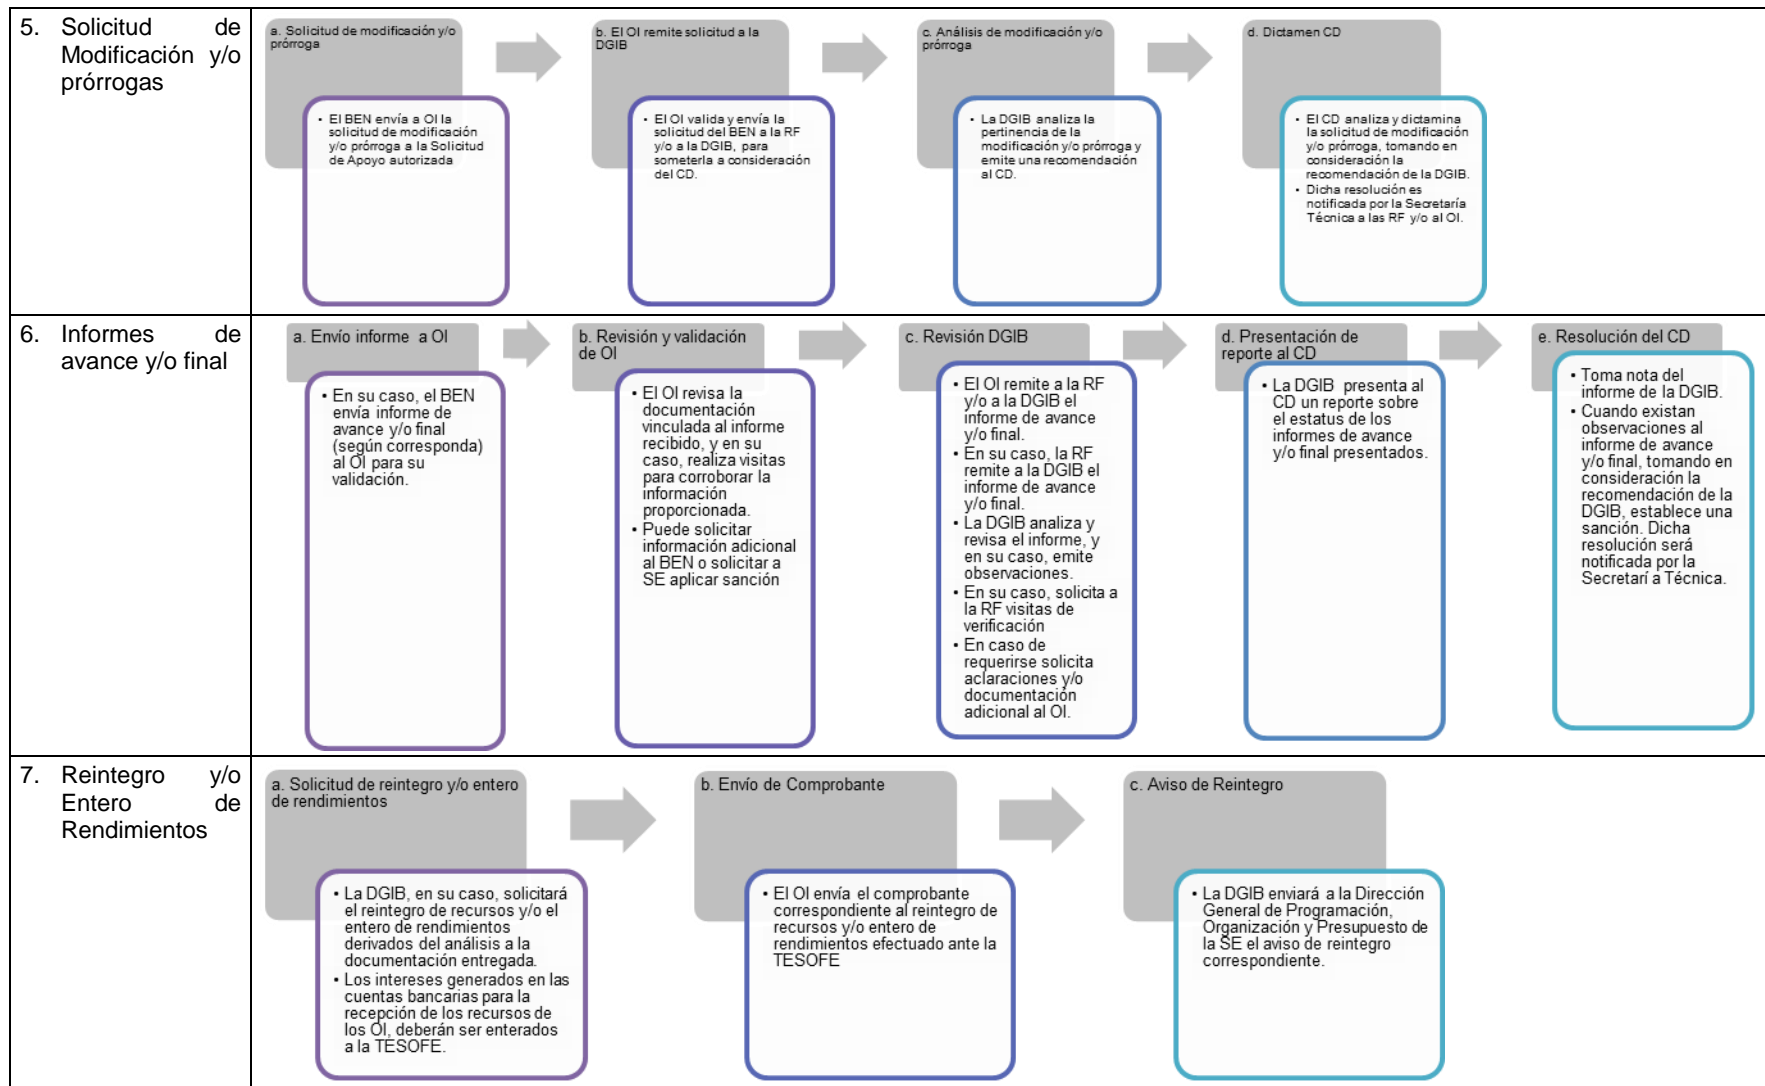 5. Solicitud de
Modificación y/o
prórrogas
a. Solicitud de modificación y/o
prórroga
• El BEN envía a OI la
solicitud de modificación
y/o prórroga a la Solicitud
de Apoyo autorizada
b. El OI remite solicitud a la
DGIB
• El OI valida y envía la
solicitud del BEN a la RF
y/o a la DGIB, para
someterla a consideración
del CD.
c. Análisis de modificación y/o
prórroga
• La DGIB analiza la
pertinencia de la
modificación y/o prórroga y
emite una recomendación
al CD.
d. Dictamen CD
• El CD analiza y dictamina
la solicitud de modificación
y/o prórroga, tomando en
consideración la
recomendación de la DGIB.
• Dicha resolución es
notificada por la Secretaría
Técnica a las RF y/o al OI.
6. Informes de
avance y/o final
a. Envío informe a OI
• En su caso, el BEN
envía informe de
avance y/o final
(según corresponda)
al OI para su
validación.
b. Revisión y validación
de OI
• El OI revisa la
documentación
vinculada al informe
recibido, y en su
caso, realiza visitas
para corroborar la
información
proporcionada.
• Puede solicitar
información adicional
al BEN o solicitar a
SE aplicar sanción
c. Revisión DGIB
• El OI remite a la RF
y/o a la DGIB el
informe de avance
y/o final.
• En su caso, la RF
remite a la DGIB el
informe de avance
y/o final.
• La DGIB analiza y
revisa el informe, y
en su caso, emite
observaciones.
• En su caso, solicita a
la RF visitas de
verificación
• En caso de
requerirse solicita
aclaraciones y/o
documentación
adicional al OI.
d. Presentación de
reporte al CD
• La DGIB presenta al
CD un reporte sobre
el estatus de los
informes de avance
y/o final presentados.
e. Resolución del CD
• Toma nota del
informe de la DGIB.
• Cuando existan
observaciones al
informe de avance
y/o final, tomando en
consideración la
recomendación de la
DGIB, establece una
sanción. Dicha
resolución será
notificada por la
Secretarí a Técnica.
7. Reintegro y/o
Entero de
Rendimientos
a. Solicitud de reintegro y/o entero
de rendimientos
• La DGIB, en su caso, solicitará
el reintegro de recursos y/o el
entero de rendimientos
derivados del análisis a la
documentación entregada.
• Los intereses generados en las
cuentas bancarias para la
recepción de los recursos de
los OI, deberán ser enterados
a la TESOFE.
b. Envío de Comprobante
• El OI envía el comprobante
correspondiente al reintegro de
recursos y/o entero de
rendimientos efectuado ante la
TESOFE
c. Aviso de Reintegro
• La DGIB enviará a la Dirección
General de Programación,
Organización y Presupuesto de
la SE el aviso de reintegro
correspondiente.